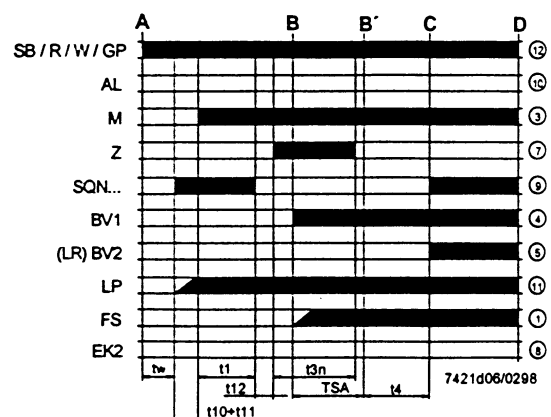 A B B´ C D
SB / R / W / GP 12
AL 10
M 3
Z 7
SQN... 9
BV1 4
(LR) BV2 5
LP 11
FS 1
EK2 8
tw t1 t3n 7421d06/0298
t12 TSA t4
t10+t11